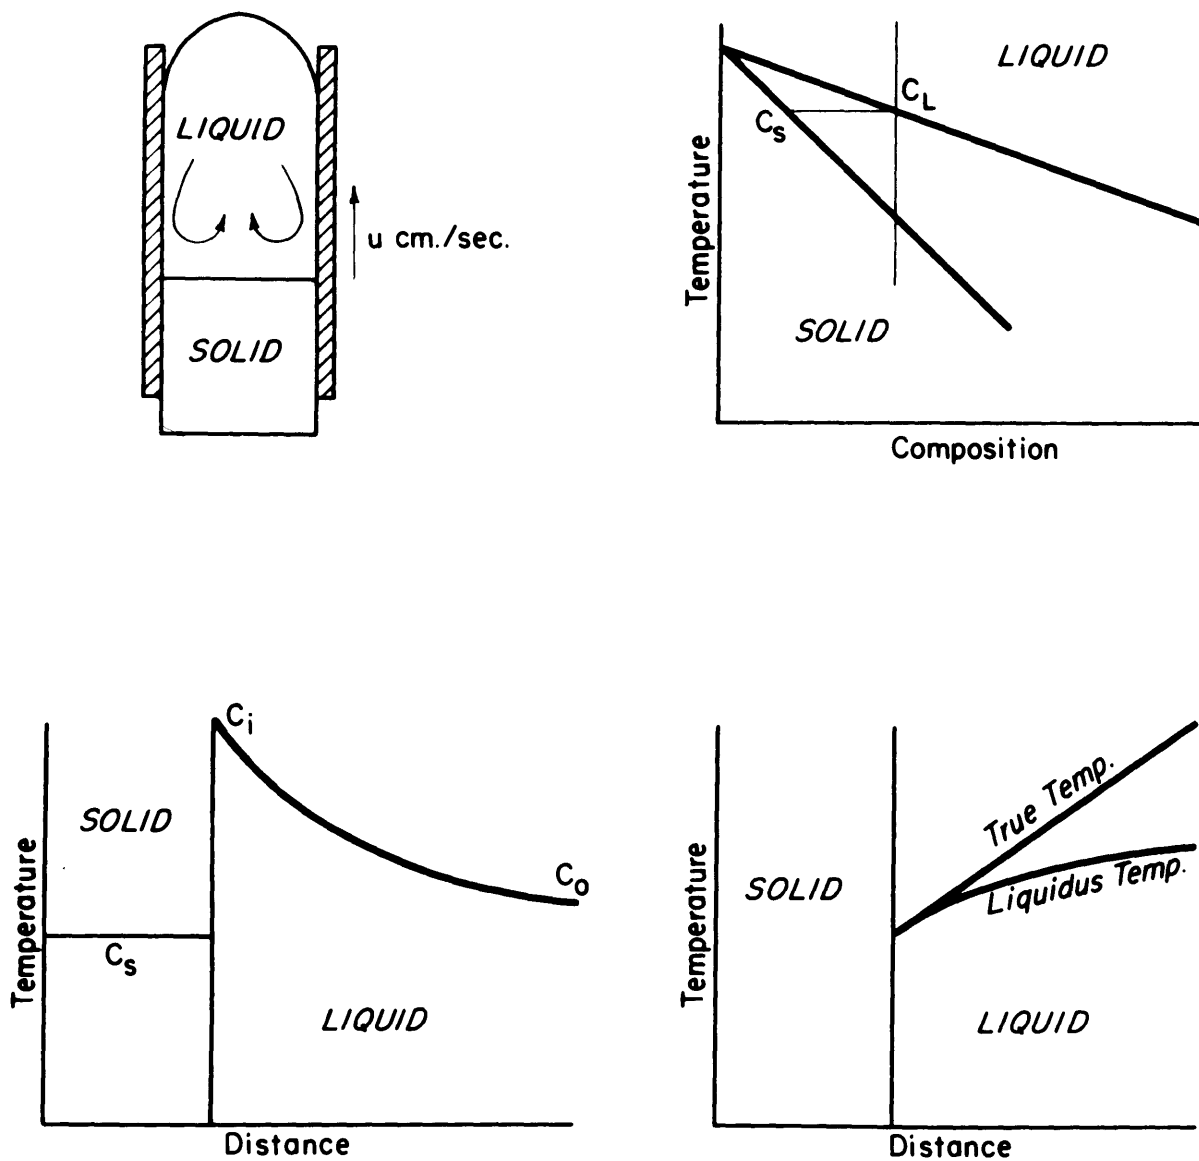 LIQUID
u cm./sec.
SOLID
LIQUID
C_L
C_s
Temperature
SOLID
Composition
C_i
SOLID
C_o
Temperature
C_s
LIQUID
Distance
True Temp.
SOLID
Liquidus Temp.
Temperature
LIQUID
Distance